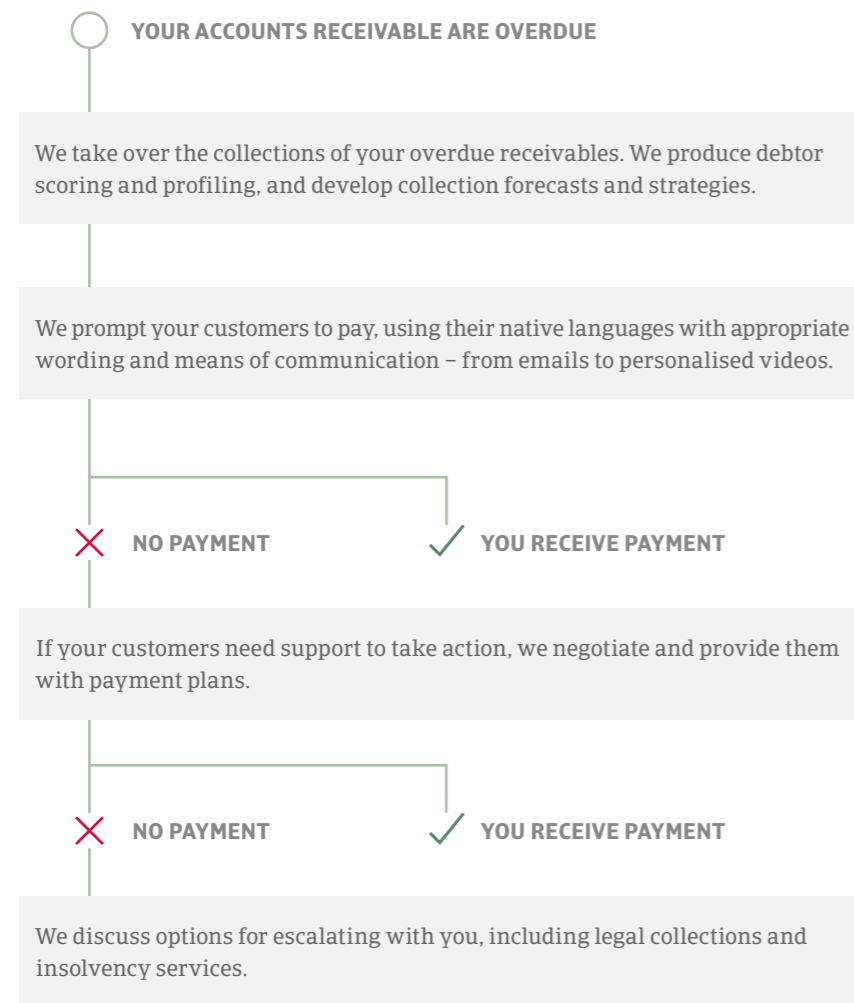 YOUR ACCOUNTS RECEIVABLE ARE OVERDUE
We take over the collections of your overdue receivables. We produce debtor
scoring and profiling, and develop collection forecasts and strategies.
We prompt your customers to pay, using their native languages with appropriate
wording and means of communication – from emails to personalised videos.
NO PAYMENT
YOU RECEIVE PAYMENT
If your customers need support to take action, we negotiate and provide them
with payment plans.
NO PAYMENT
YOU RECEIVE PAYMENT
We discuss options for escalating with you, including legal collections and
insolvency services.